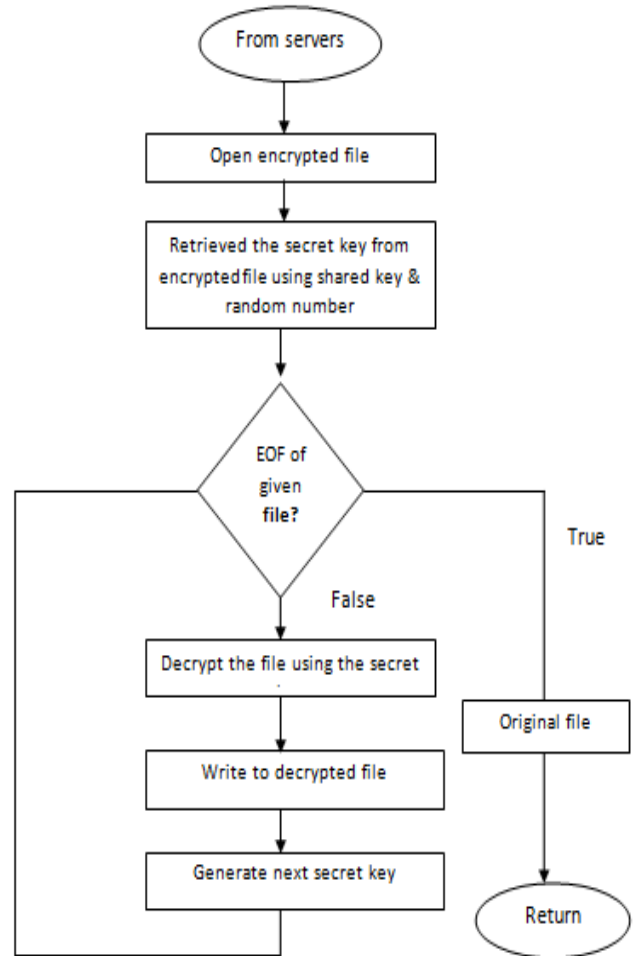 From servers
Open encrypted file
Retrieved the secret key from
encrypted file using shared key &
random number
EOF of
given
file?
True
False
Decrypt the file using the secret
Original file
Write to decrypted file
Generate next secret key
Return